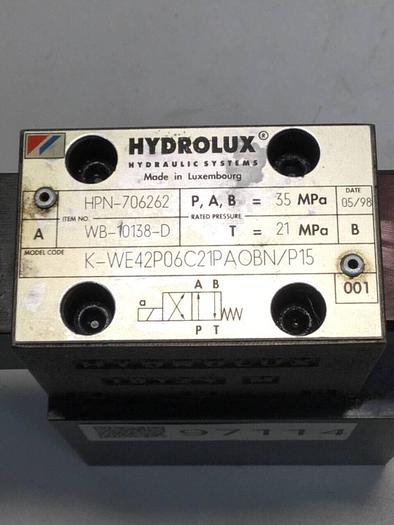 HYDROLUX®
HYDRAULIC SYSTEMS
Made in Luxembourg
HPN-706262
P, A, B = 35 MPa
DATE
05/98
ITEM NO.
RATED PRESSURE
A
WB-10138-D
T = 21 MPa
B
MODEL CODE
K-WE42P06C21PAOBN/P15
001
A B
a
P T
HYDROLUX
97114